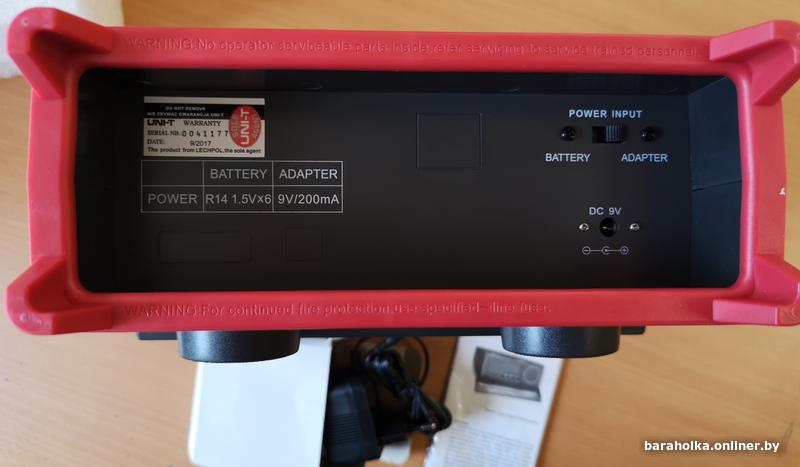 WARNING:No operator serviceable parts inside,refer servicing to service trained personnel.
DO NOT REMOVE
NIE ZRYWAĆ GWARANCJA UNI-T
UNI-T WARRANTY
SERIAL NB. 0041177
DATE: 9/2017
The product from LECHPOL, the sole agent
UNI-T
BATTERY ADAPTER
POWER R14 1.5V×6 9V/200mA
POWER INPUT
BATTERY ADAPTER
DC 9V
WARNING:For continued fire protection,use specified line fuse.
baraholka.onliner.by